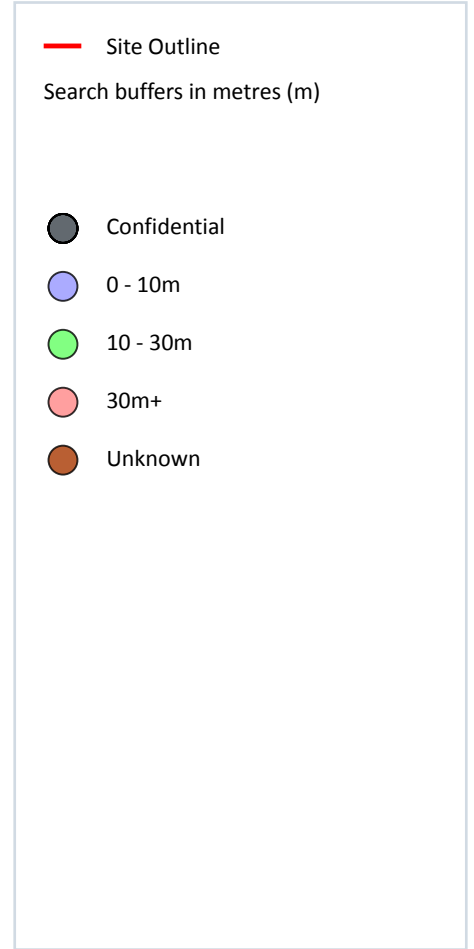 Site Outline
Search buffers in metres (m)
Confidential
0 - 10m
10 - 30m
30m+
Unknown